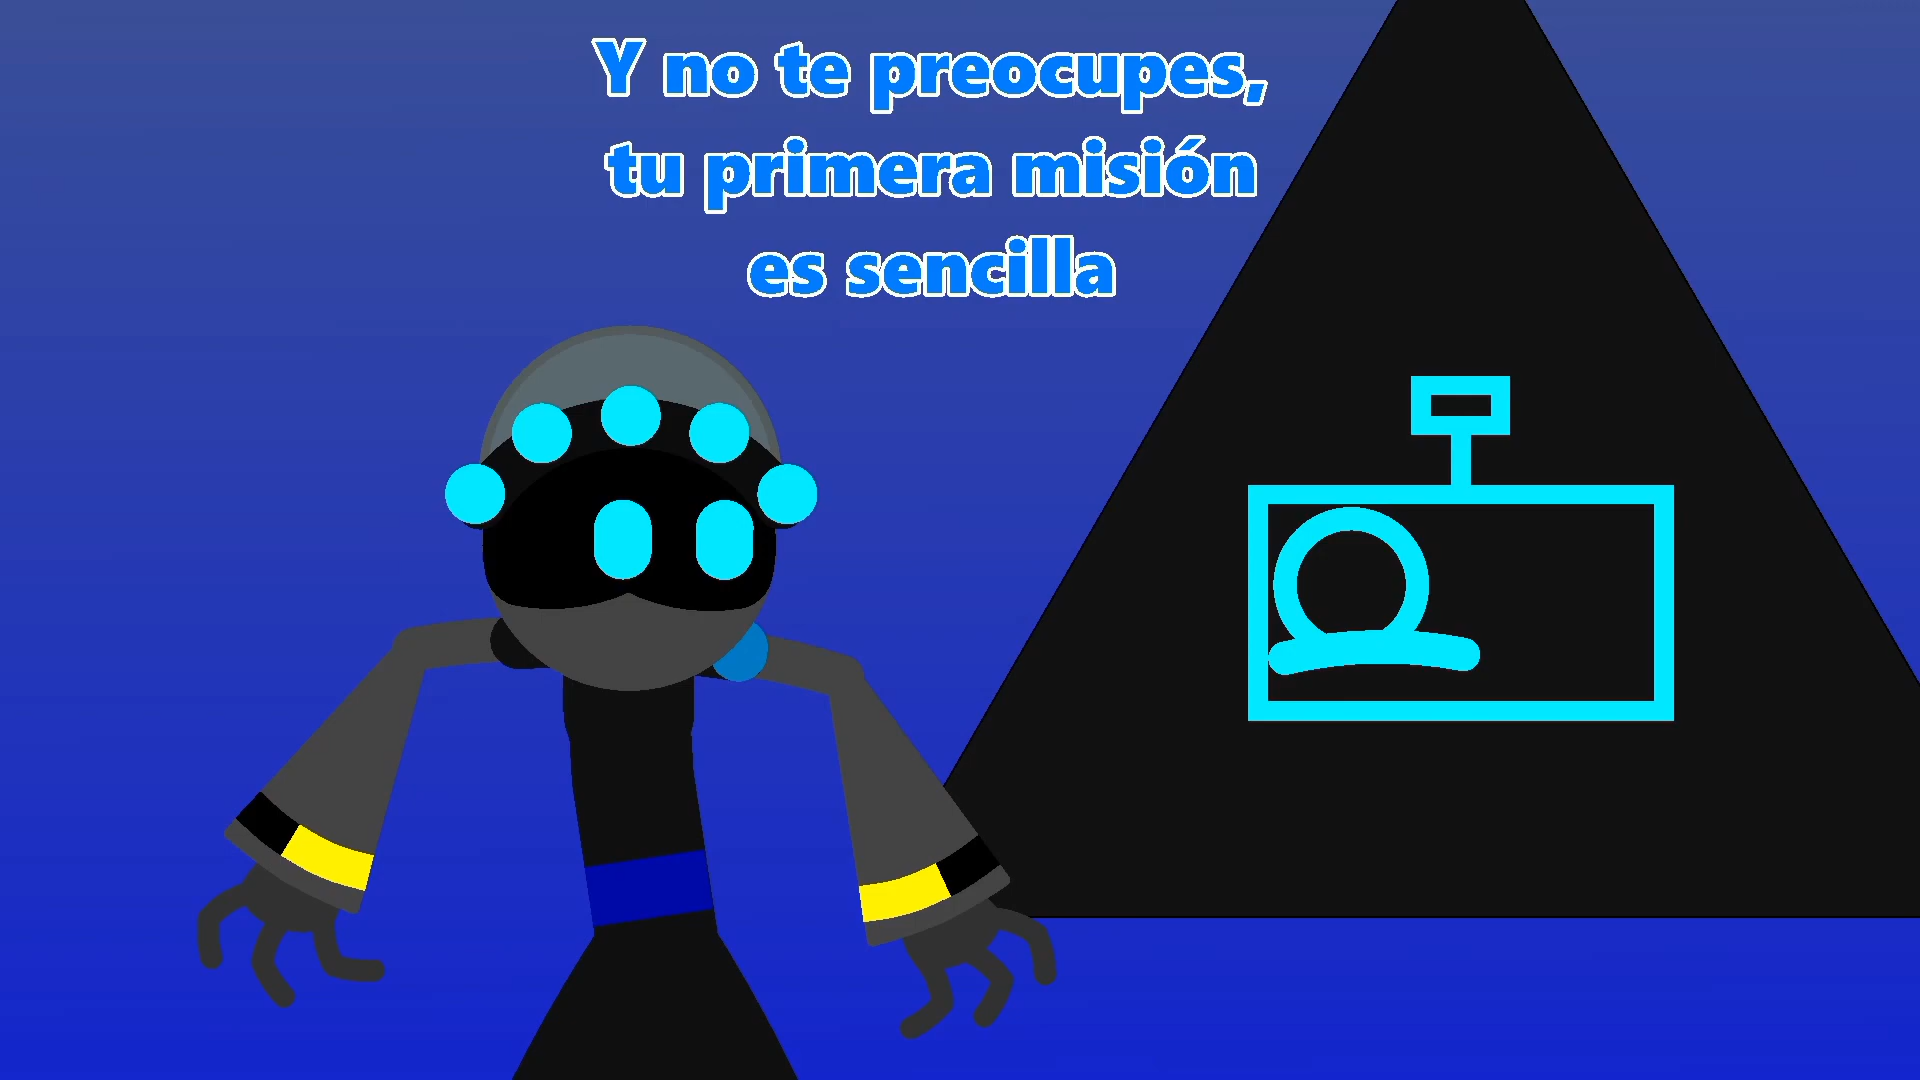 Y no te preocupes,
tu primera misión
es sencilla